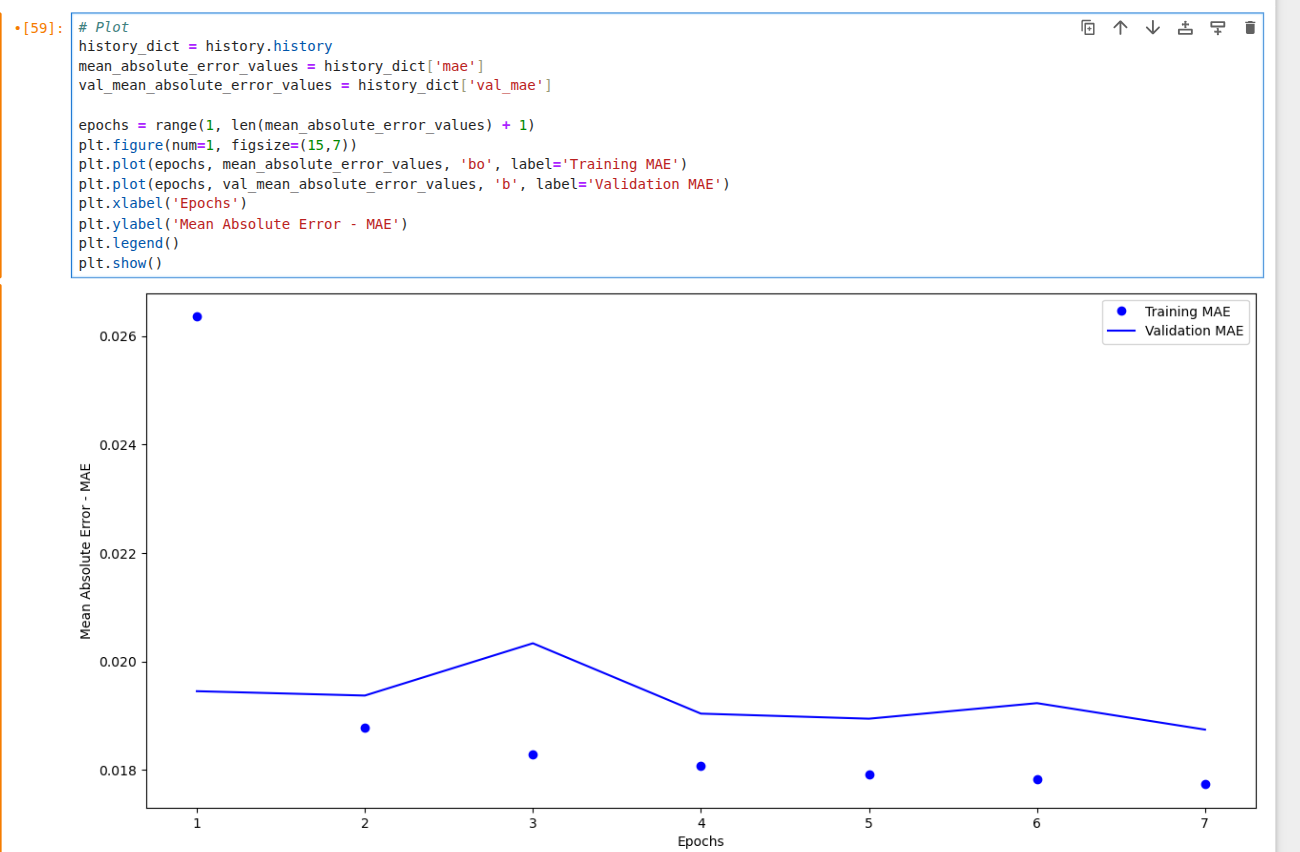 •[59]:
# Plot
history_dict = history.history
mean_absolute_error_values = history_dict['mae']
val_mean_absolute_error_values = history_dict['val_mae']
epochs = range(1, len(mean_absolute_error_values) + 1)
plt.figure(num=1, figsize=(15,7))
plt.plot(epochs, mean_absolute_error_values, 'bo', label='Training MAE')
plt.plot(epochs, val_mean_absolute_error_values, 'b', label='Validation MAE')
plt.xlabel('Epochs')
plt.ylabel('Mean Absolute Error - MAE')
plt.legend()
plt.show()
Training MAE
Validation MAE
0.026
0.024
0.022
0.020
0.018
Mean Absolute Error - MAE
1 2 3 4 5 6 7
Epochs